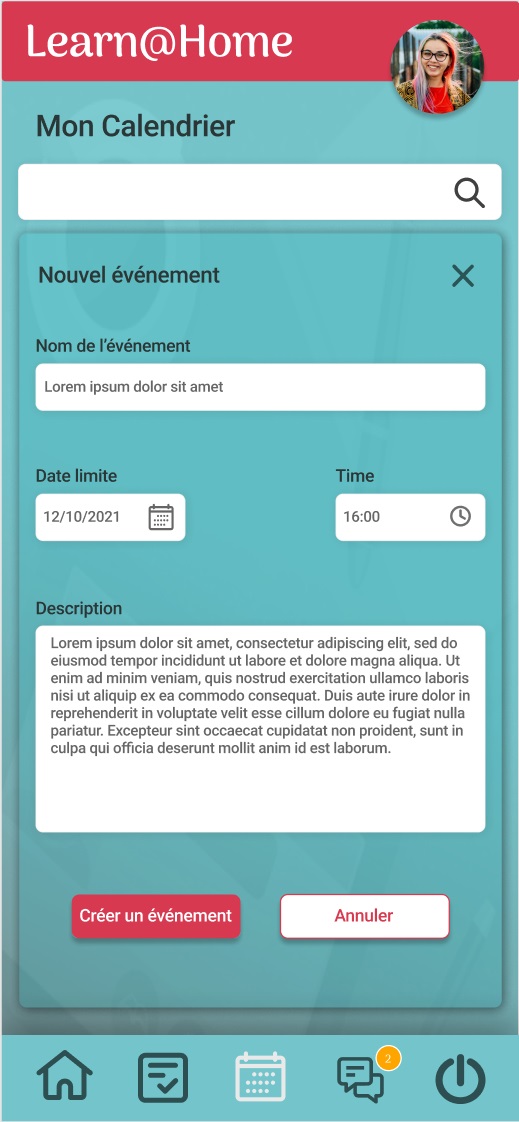 Learn@Home
Mon Calendrier
Nouvel événement
Nom de l'événement
Lorem ipsum dolor sit amet
Date limite
Time
12/10/2021
16:00
Description
Lorem ipsum dolor sit amet, consectetur adipiscing elit, sed do
eiusmod tempor incididunt ut labore et dolore magna aliqua. Ut
enim ad minim veniam, quis nostrud exercitation ullamco laboris
nisi ut aliquip ex ea commodo consequat. Duis aute irure dolor in
reprehenderit in voluptate velit esse cillum dolore eu fugiat nulla
pariatur. Excepteur sint occaecat cupidatat non proident, sunt in
culpa qui officia deserunt mollit anim id est laborum.
Créer un événement
Annuler
2